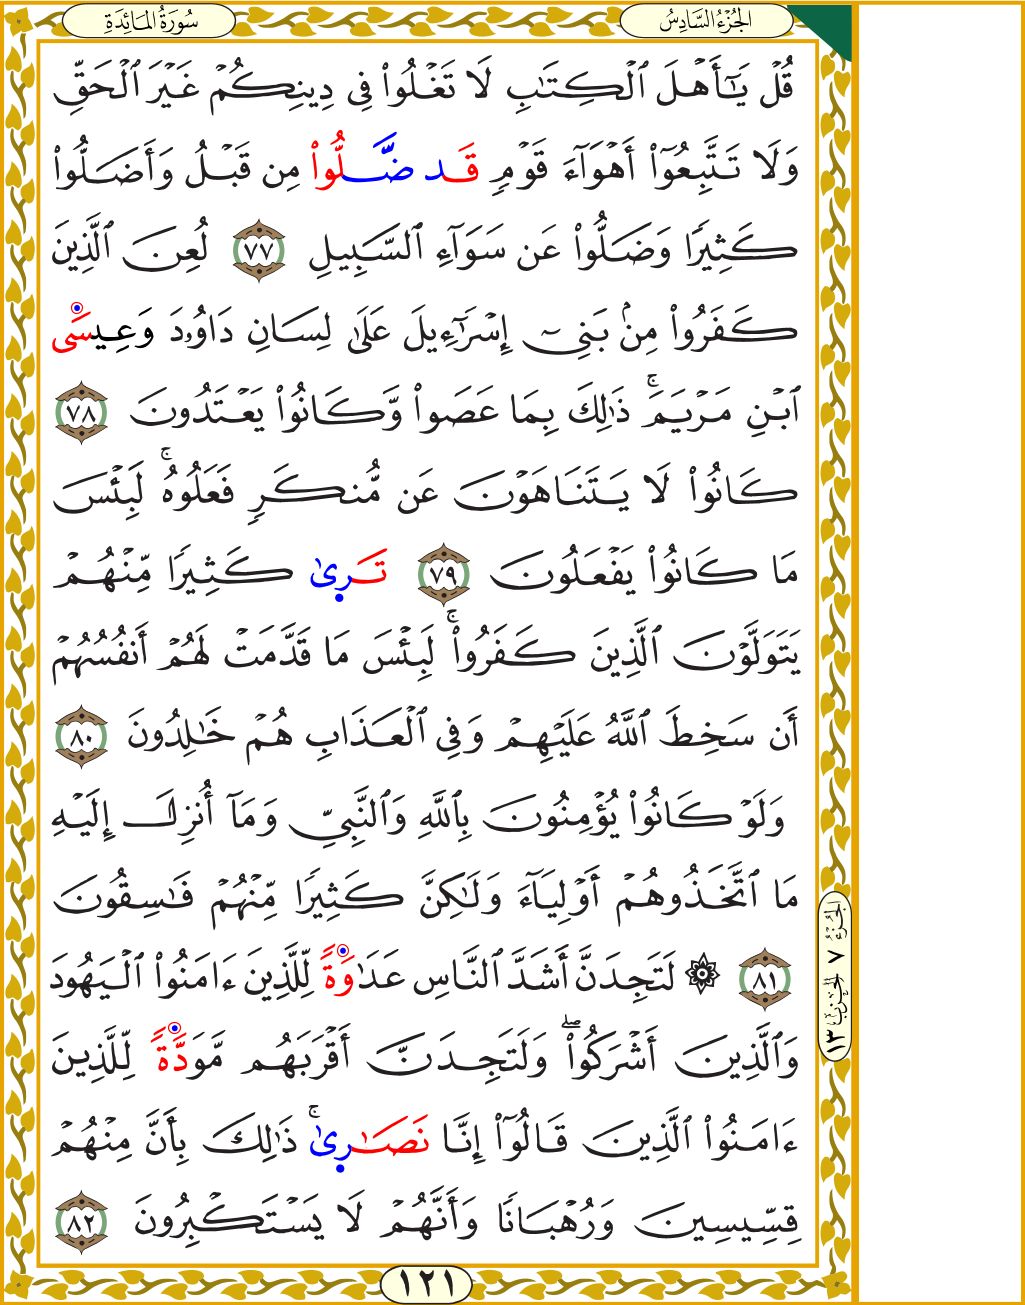 سُورَةُ المَائِدَةِ
الجُزْءُ السَّادِسُ
قُلۡ يَٰٓأَهۡلَ ٱلۡكِتَٰبِ لَا تَغۡلُوا۟ فِى دِينِكُمۡ غَيۡرَ ٱلۡحَقِّ
وَلَا تَتَّبِعُوٓا۟ أَهۡوَآءَ قَوۡمٍ قَد ضَّلُّوا۟ مِن قَبۡلُ وَأَضَلُّوا۟
كَثِيرًا وَضَلُّوا۟ عَن سَوَآءِ ٱلسَّبِيلِ ٧٧ لُعِنَ ٱلَّذِينَ
كَفَرُوا۟ مِنۢ بَنِىٓ إِسۡرَٰٓءِيلَ عَلَىٰ لِسَانِ دَاوُۥدَ وَعِيسَى
ٱبۡنِ مَرۡيَمَۚ ذَٰلِكَ بِمَا عَصَوا۟ وَّكَانُوا۟ يَعۡتَدُونَ ٧٨
كَانُوا۟ لَا يَتَنَاهَوۡنَ عَن مُّنكَرٍ فَعَلُوهُۚ لَبِئۡسَ
مَا كَانُوا۟ يَفۡعَلُونَ ٧٩ تَرِىٰ كَثِيرًا مِّنۡهُمۡ
يَتَوَلَّوۡنَ ٱلَّذِينَ كَفَرُوا۟ۚ لَبِئۡسَ مَا قَدَّمَتۡ لَهُمۡ أَنفُسُهُمۡ
أَن سَخِطَ ٱللَّهُ عَلَيۡهِمۡ وَفِى ٱلۡعَذَابِ هُمۡ خَٰلِدُونَ ٨٠
وَلَوۡ كَانُوا۟ يُؤۡمِنُونَ بِٱللَّهِ وَٱلنَّبِىِّ وَمَآ أُنزِلَ إِلَيۡهِ
مَا ٱتَّخَذُوهُمۡ أَوۡلِيَآءَ وَلَٰكِنَّ كَثِيرًا مِّنۡهُمۡ فَٰسِقُونَ
٨١ ۞ لَتَجِدَنَّ أَشَدَّ ٱلنَّاسِ عَدَٰوَةً لِّلَّذِينَ ءَامَنُوا۟ ٱلۡيَهُودَ
وَٱلَّذِينَ أَشۡرَكُوا۟ۖ وَلَتَجِدَنَّ أَقۡرَبَهُم مَّوَدَّةً لِّلَّذِينَ
ءَامَنُوا۟ ٱلَّذِينَ قَالُوٓا۟ إِنَّا نَصَٰرِىٰۚ ذَٰلِكَ بِأَنَّ مِنۡهُمۡ
قِسِّيسِينَ وَرُهۡبَانًا وَأَنَّهُمۡ لَا يَسۡتَكۡبِرُونَ ٨٢
الجُزْءُ ٧ الحِزْبُ ١٣
١٢١